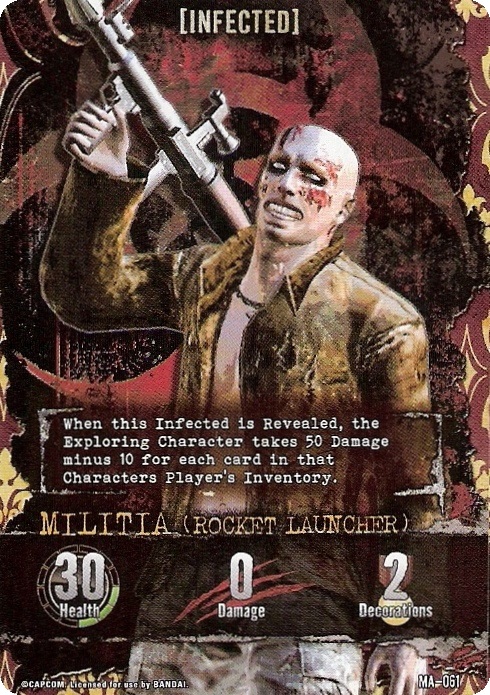 [INFECTED]
When this Infected is Revealed, the
Exploring Character takes 50 Damage
minus 10 for each card in that
Characters Player's Inventory.
MILITIA (ROCKET LAUNCHER)
30 0 2
Health Damage Decorations
©CAPCOM. Licensed for use by BANDAI. MA-061